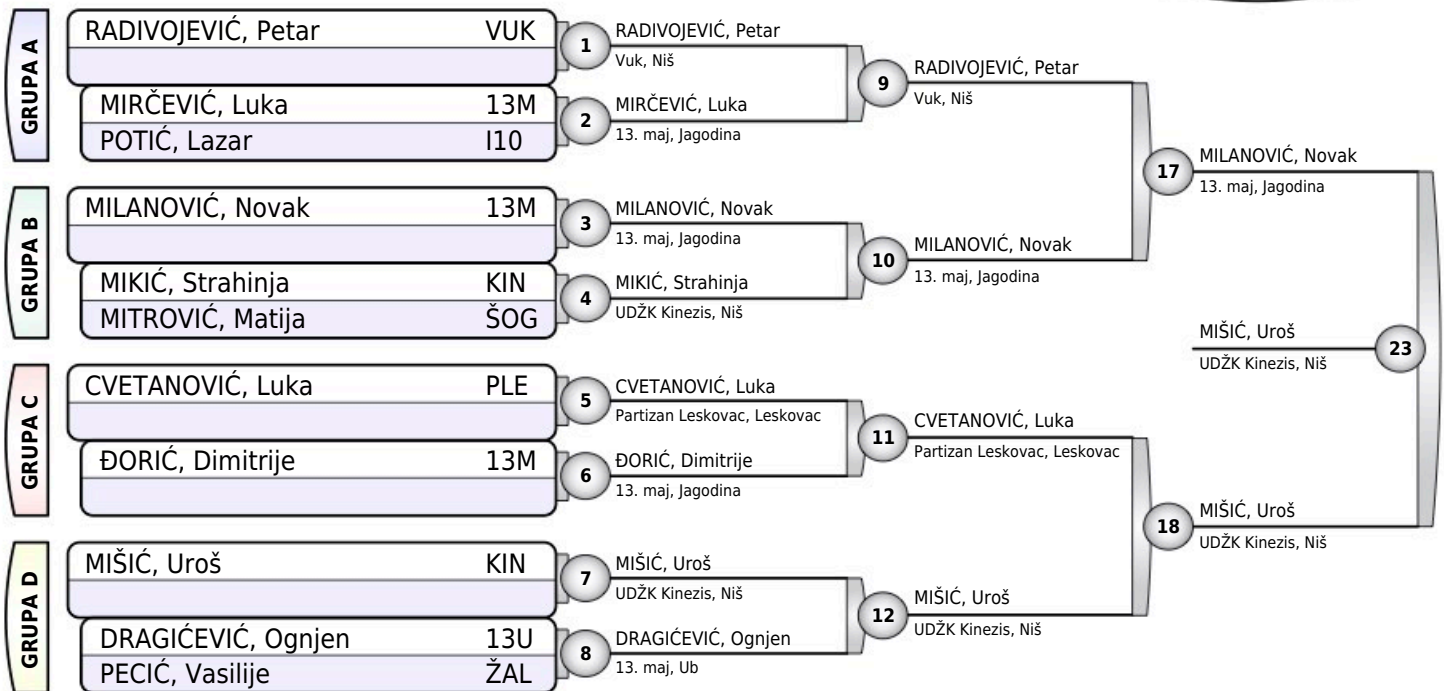 GRUPA A
RADIVOJEVIĆ, Petar VUK
MIRČEVIĆ, Luka 13M
POTIĆ, Lazar I10
GRUPA B
MILANOVIĆ, Novak 13M
MIKIĆ, Strahinja KIN
MITROVIĆ, Matija ŠOG
GRUPA C
CVETANOVIĆ, Luka PLE
ĐORIĆ, Dimitrije 13M
GRUPA D
MIŠIĆ, Uroš KIN
DRAGIĆEVIĆ, Ognjen 13U
PECIĆ, Vasilije ŽAL
1
RADIVOJEVIĆ, Petar
Vuk, Niš
2
MIRČEVIĆ, Luka
13. maj, Jagodina
3
MILANOVIĆ, Novak
13. maj, Jagodina
4
MIKIĆ, Strahinja
UDŽK Kinezis, Niš
5
CVETANOVIĆ, Luka
Partizan Leskovac, Leskovac
6
ĐORIĆ, Dimitrije
13. maj, Jagodina
7
MIŠIĆ, Uroš
UDŽK Kinezis, Niš
8
DRAGIĆEVIĆ, Ognjen
13. maj, Ub
9
RADIVOJEVIĆ, Petar
Vuk, Niš
10
MILANOVIĆ, Novak
13. maj, Jagodina
11
CVETANOVIĆ, Luka
Partizan Leskovac, Leskovac
12
MIŠIĆ, Uroš
UDŽK Kinezis, Niš
17
MILANOVIĆ, Novak
13. maj, Jagodina
18
MIŠIĆ, Uroš
UDŽK Kinezis, Niš
MIŠIĆ, Uroš
UDŽK Kinezis, Niš
23